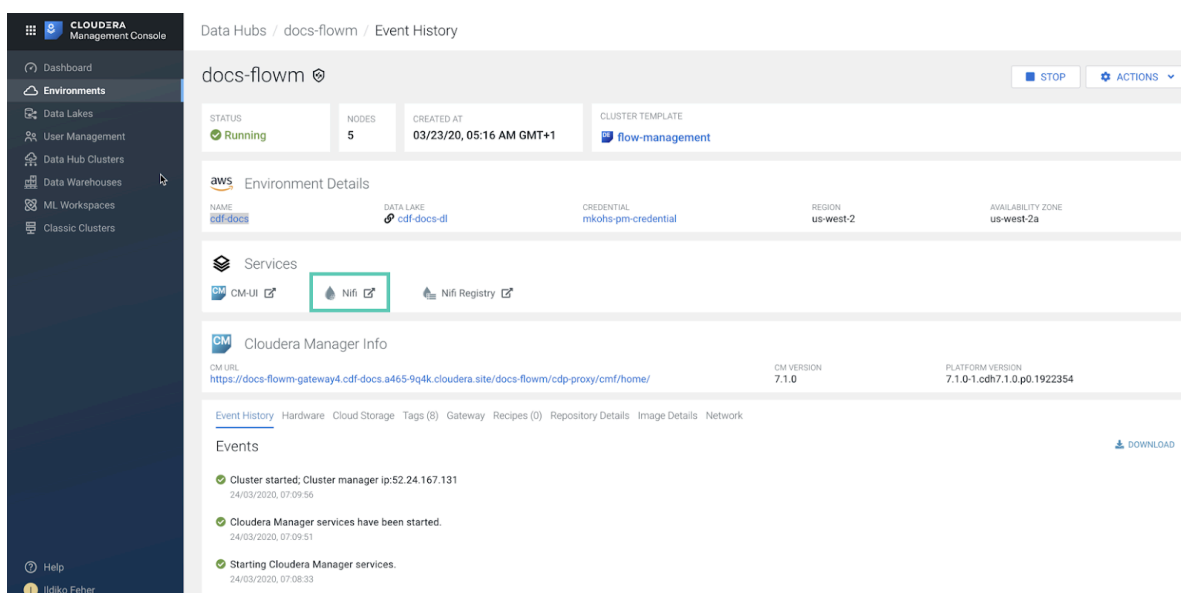 CLOUDERA
Management Console
Dashboard
Environments
Data Lakes
User Management
Data Hub Clusters
Data Warehouses
ML Workspaces
Classic Clusters
Help
Ildiko Feher
Data Hubs / docs-flowm / Event History
docs-flowm
STOP
ACTIONS
STATUS
Running
NODES
5
CREATED AT
03/23/20, 05:16 AM GMT+1
CLUSTER TEMPLATE
DE flow-management
aws Environment Details
NAME DATA LAKE CREDENTIAL REGION AVAILABILITY ZONE
cdf-docs cdf-docs-dl mkohs-pm-credential us-west-2 us-west-2a
Services
CM CM-UI Nifi Nifi Registry
CM Cloudera Manager Info
CM URL CM VERSION PLATFORM VERSION
https://docs-flowm-gateway4.cdf-docs.a465-9q4k.cloudera.site/docs-flowm/cdp-proxy/cmf/home/ 7.1.0 7.1.0-1.cdh7.1.0.p0.1922354
Event History Hardware Cloud Storage Tags (8) Gateway Recipes (0) Repository Details Image Details Network
Events
DOWNLOAD
Cluster started; Cluster manager ip:52.24.167.131
24/03/2020, 07:09:56
Cloudera Manager services have been started.
24/03/2020, 07:09:51
Starting Cloudera Manager services.
24/03/2020, 07:08:33